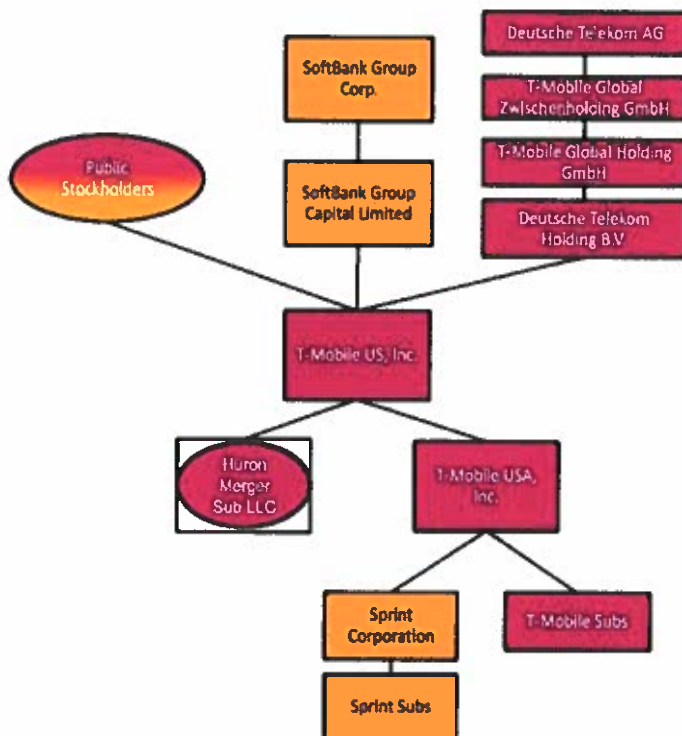 Deutsche Telekom AG
SoftBank Group
Corp.
T-Mobile Global
Zwischenholding GmbH
T-Mobile Global Holding
GmbH
Public
Stockholders
SoftBank Group
Capital Limited
Deutsche Telekom
Holding B.V.
T-Mobile US, Inc.
Huron
Merger
Sub LLC
T-Mobile USA,
Inc.
Sprint
Corporation
T-Mobile Subs
Sprint Subs